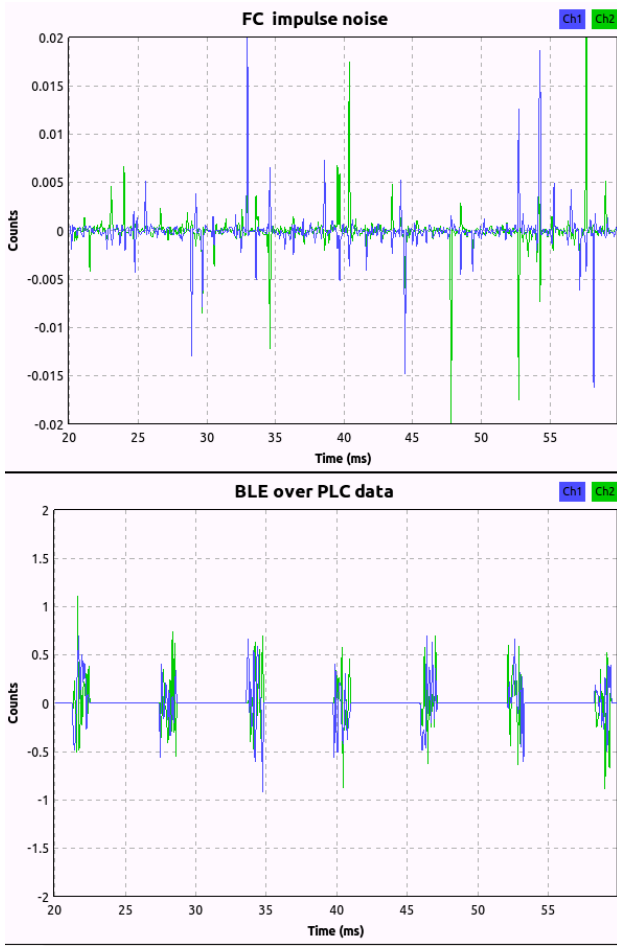 FC impulse noise
Ch1 Ch2
0.02
0.015
0.01
0.005
0
-0.005
-0.01
-0.015
-0.02
Counts
20 25 30 35 40 45 50 55
Time (ms)
BLE over PLC data
Ch1 Ch2
2
1.5
1
0.5
0
-0.5
-1
-1.5
-2
Counts
20 25 30 35 40 45 50 55
Time (ms)